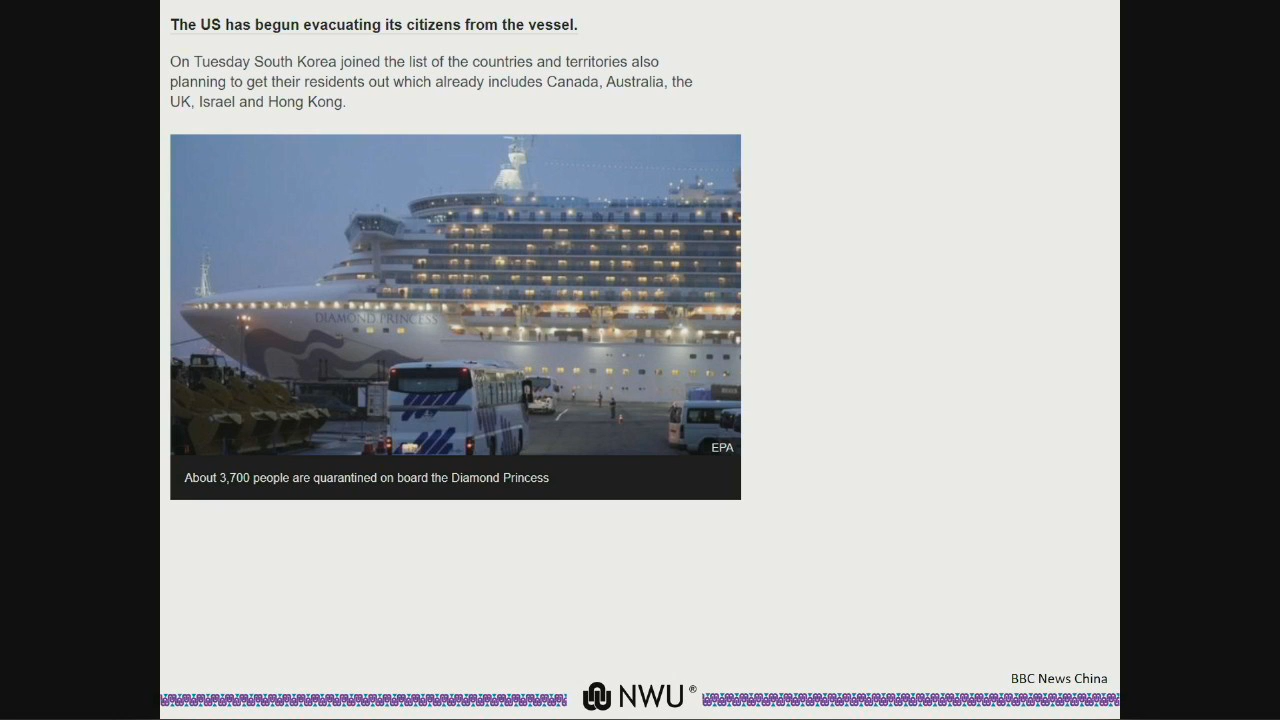 The US has begun evacuating its citizens from the vessel.
On Tuesday South Korea joined the list of the countries and territories also
planning to get their residents out which already includes Canada, Australia, the
UK, Israel and Hong Kong.
DIAMOND PRINCESS
EPA
About 3,700 people are quarantined on board the Diamond Princess
BBC News China
NWU®